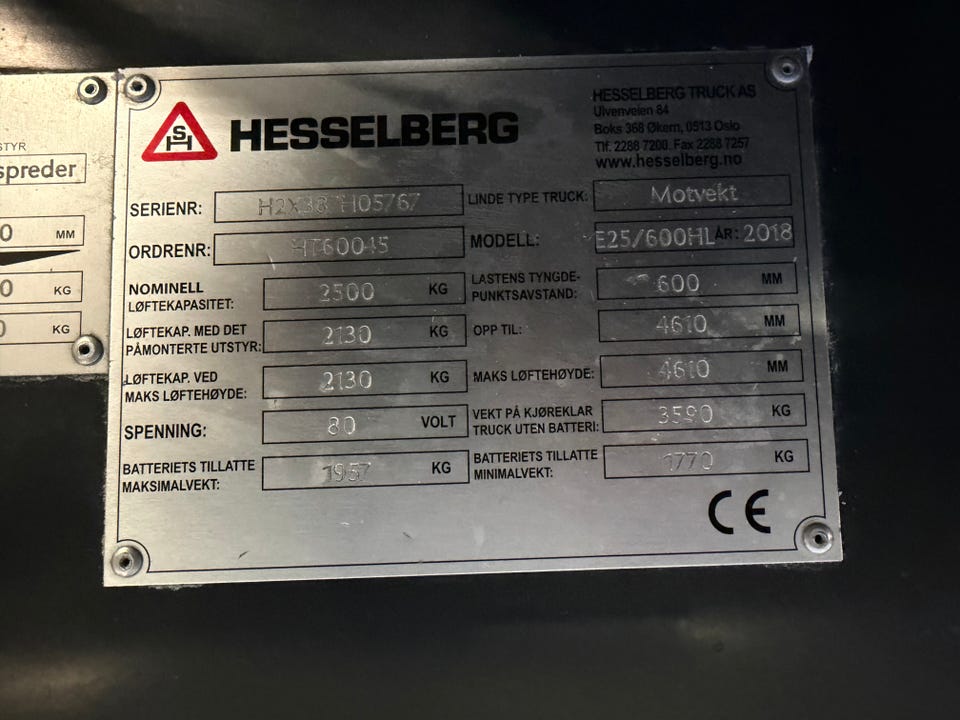 STYR
spreder
0 MM
0 KG
0 KG
SH HESSELBERG
HESSELBERG TRUCK AS
Ulvenveien 84
Boks 368 Økern, 0513 Oslo
Tlf. 2288 7200. Fax 2288 7257
www.hesselberg.no
SERIENR:
LINDE TYPE TRUCK: Motvekt
ORDRENR: HT60045
MODELL: E25/600HL ÅR: 2018
NOMINELL
LØFTEKAPASITET: 2500 KG
LASTENS TYNGDE-
PUNKTSAVSTAND: 600 MM
LØFTEKAP. MED DET
PÅMONTERTE UTSTYR: 2130 KG
OPP TIL: 4610 MM
LØFTEKAP. VED
MAKS LØFTEHØYDE: 2130 KG
MAKS LØFTEHØYDE: 4610 MM
SPENNING: 80 VOLT
VEKT PÅ KJØREKLAR
TRUCK UTEN BATTERI: 3590 KG
BATTERIETS TILLATTE
MAKSIMALVEKT: 1957 KG
BATTERIETS TILLATTE
MINIMALVEKT: 1770 KG
CE